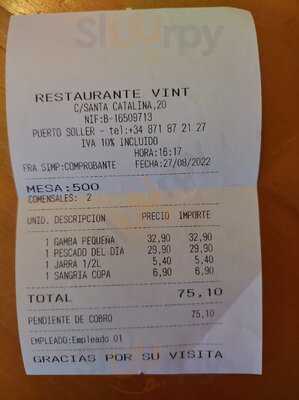 Sluurpy
RESTAURANTE VINT
C/SANTA CATALINA,20
NIF:B-16509713
PUERTO SOLLER - tel:+34 871 87 21 27
IVA 10% INCLUIDO
HORA:16:17
FRA SIMP:COMPROBANTE FECHA:27/08/2022
MESA:500
COMENSALES: 2
UNID. DESCRIPCION PRECIO IMPORTE
1 GAMBA PEQUEÑA 32,90 32,90
1 PESCADO DEL DIA 29,90 29,90
1 JARRA 1/2L 5,40 5,40
1 SANGRIA COPA 6,90 6,90
TOTAL 75,10
PENDIENTE DE COBRO 75,10
EMPLEADO:Empleado 01
GRACIAS POR SU VISITA